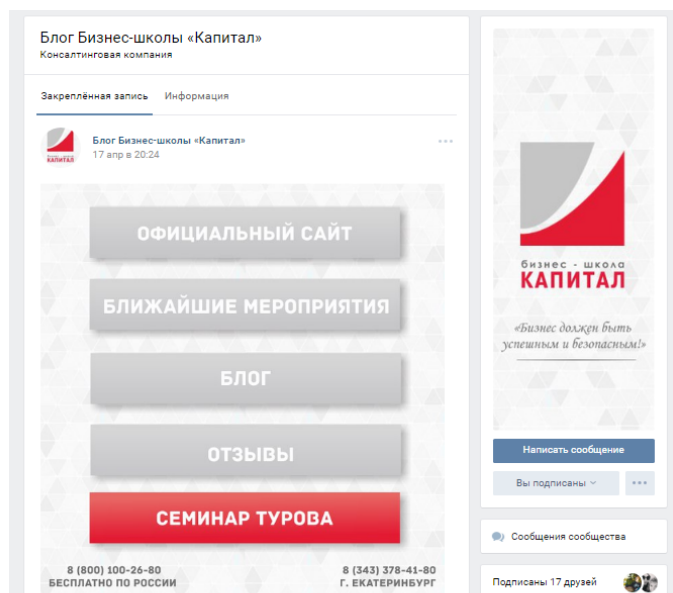 Блог Бизнес-школы «Капитал»
Консалтинговая компания
Закреплённая запись Информация
Блог Бизнес-школы «Капитал»
17 апр в 20:24
КАПИТАЛ
ОФИЦИАЛЬНЫЙ САЙТ
БЛИЖАЙШИЕ МЕРОПРИЯТИЯ
БЛОГ
ОТЗЫВЫ
СЕМИНАР ТУРОВА
8 (800) 100-26-80
БЕСПЛАТНО ПО РОССИИ
8 (343) 378-41-80
Г. ЕКАТЕРИНБУРГ
бизнес - школа
КАПИТАЛ
«Бизнес должен быть
успешным и безопасным!»
Написать сообщение
Вы подписаны
Сообщения сообщества
Подписаны 17 друзей